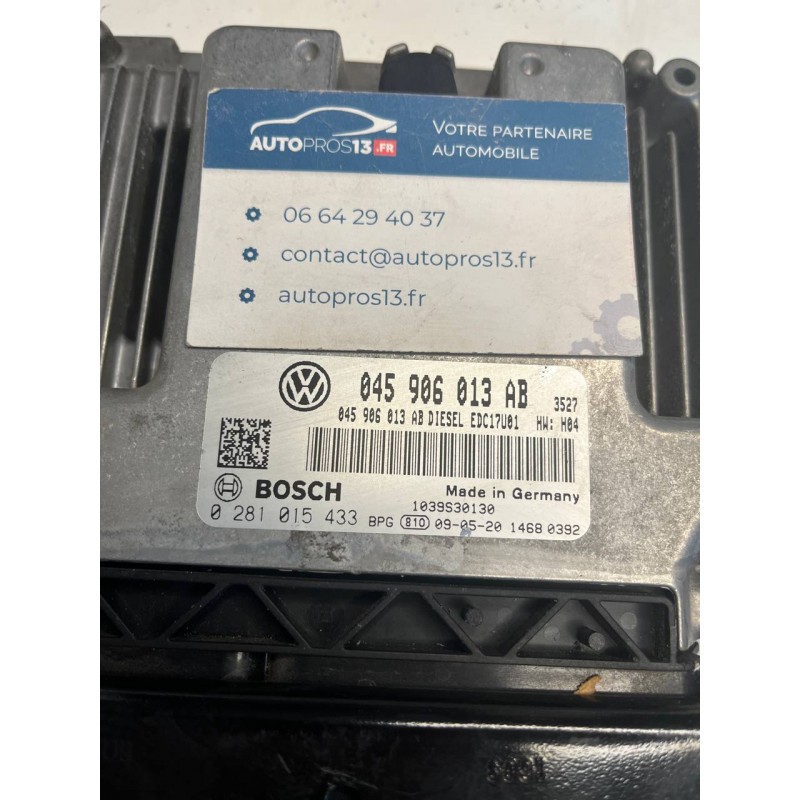 AUTOPROS13.FR
VOTRE PARTENAIRE
AUTOMOBILE
06 64 29 40 37
contact@autopros13.fr
autopros13.fr
045 906 013 AB 3527
045 906 013 AB DIESEL EDC17U01 HW: H04
BOSCH
Made in Germany
1039S30130
0 281 015 433 BPG 810 09-05-20 1468 0392